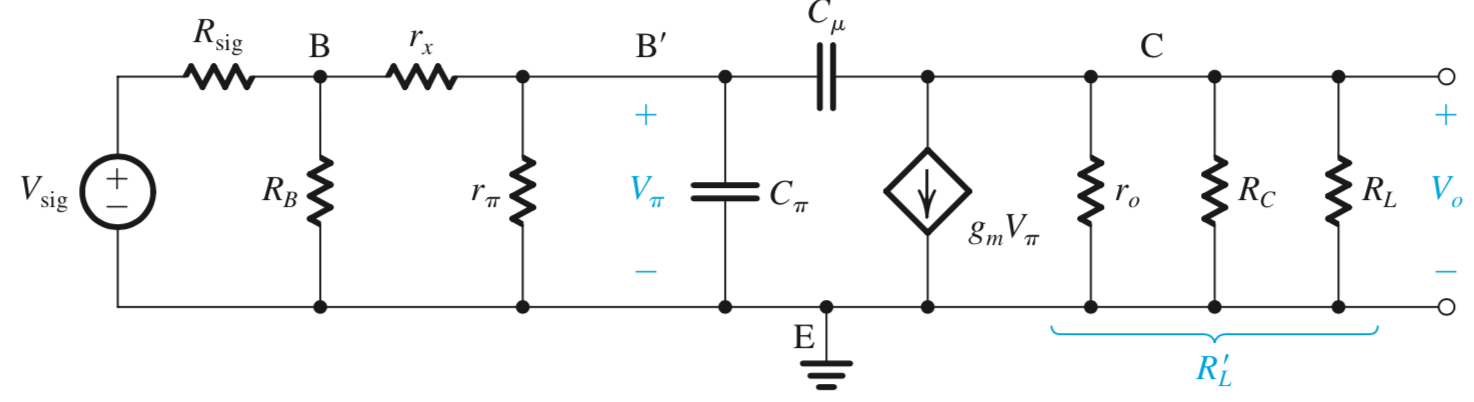 C_μ
R_sig B r_x B′ C
+ +
V_sig + − R_B r_π V_π C_π g_m V_π r_o R_C R_L V_o
− −
E
R′_L